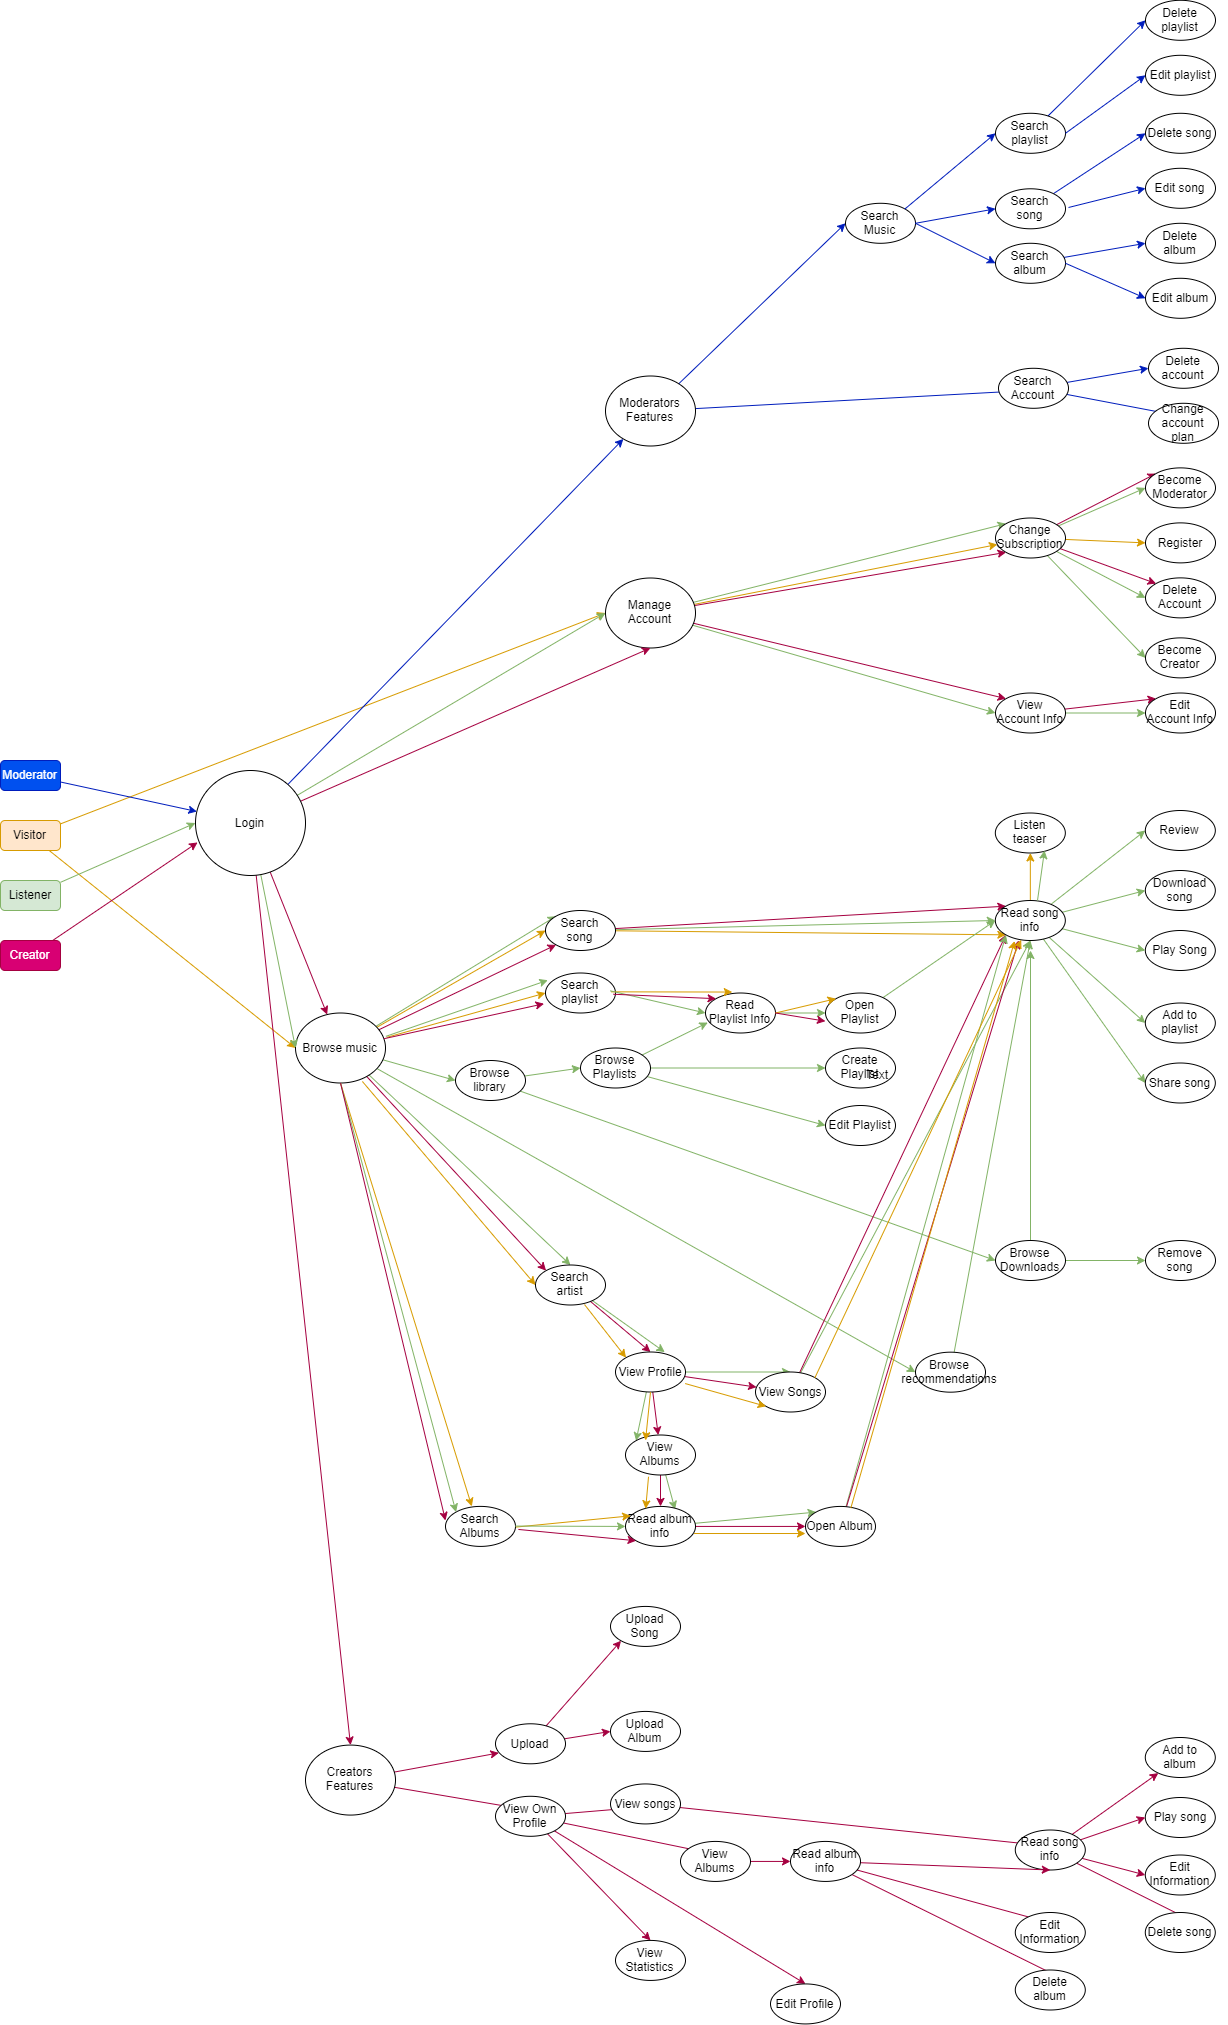 Delete
playlist
Edit playlist
Search
playlist
Delete song
Edit song
Search
song
Search
Music
Delete
album
Search
album
Edit album
Delete
account
Search
Account
Moderators
Features
Change
account
plan
Become
Moderator
Change
Subscription
Register
Delete
Account
Manage
Account
Become
Creator
View
Account Info
Edit
Account Info
Moderator
Login
Visitor
Listener
Creator
Listen
teaser
Review
Download
song
Read song
info
Search
song
Play Song
Search
playlist
Read
Playlist Info
Open
Playlist
Add to
playlist
Browse music
Browse
library
Browse
Playlists
Create
Playlist
Text
Share song
Edit Playlist
Browse
Downloads
Remove
song
Search
artist
View Profile
View Songs
Browse
recommendations
View
Albums
Search
Albums
Read album
info
Open Album
Upload
Song
Upload
Upload
Album
Creators
Features
Add to
album
View Own
Profile
View songs
Play song
Read song
info
View
Albums
Read album
info
Edit
Information
Edit
Information
Delete song
View
Statistics
Delete
album
Edit Profile